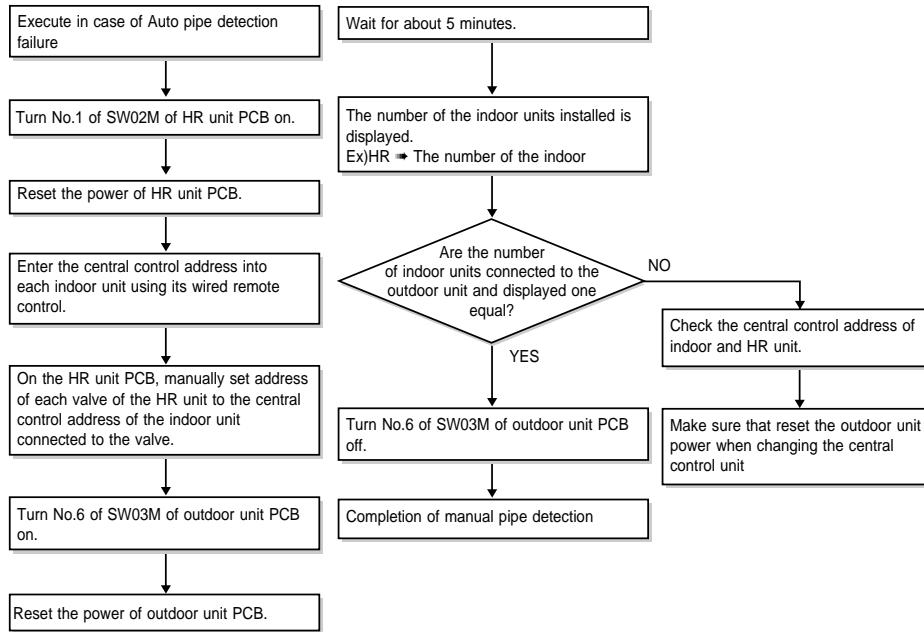 Execute in case of Auto pipe detection
failure
Turn No.1 of SW02M of HR unit PCB on.
Reset the power of HR unit PCB.
Enter the central control address into
each indoor unit using its wired remote
control.
On the HR unit PCB, manually set address
of each valve of the HR unit to the central
control address of the indoor unit
connected to the valve.
Turn No.6 of SW03M of outdoor unit PCB
on.
Reset the power of outdoor unit PCB.
Wait for about 5 minutes.
The number of the indoor units installed is
displayed.
Ex)HR ➠ The number of the indoor
Are the number
of indoor units connected to the
outdoor unit and displayed one
equal?
NO
YES
Check the central control address of
indoor and HR unit.
Make sure that reset the outdoor unit
power when changing the central
control unit
Turn No.6 of SW03M of outdoor unit PCB
off.
Completion of manual pipe detection